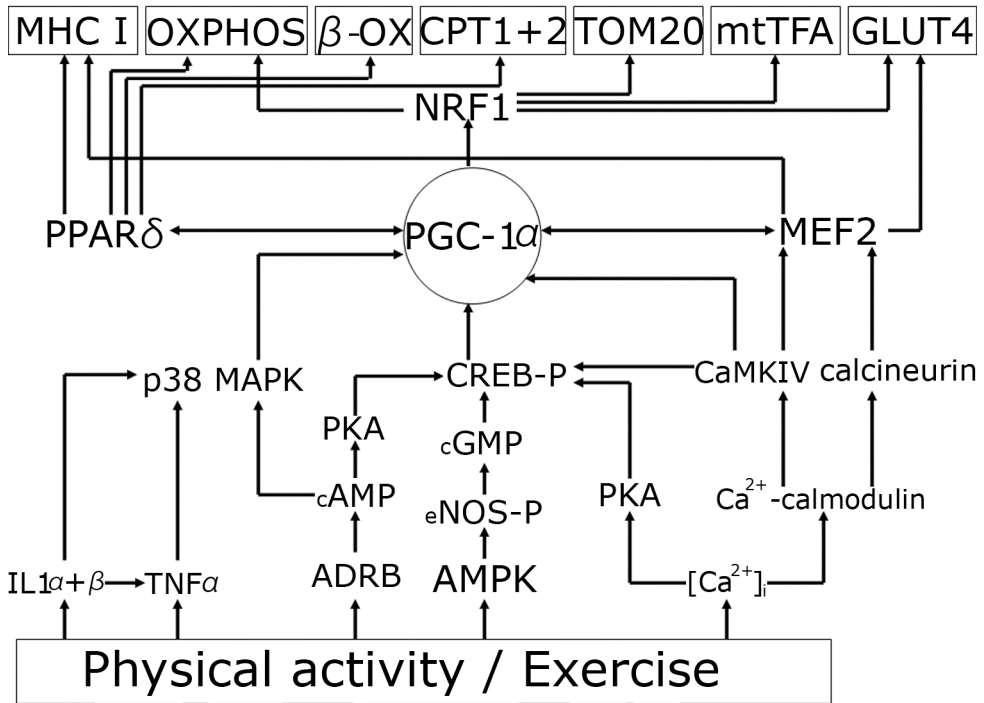 MHC I OXPHOS β-OX CPT1+2 TOM20 mtTFA GLUT4
NRF1
PPARδ PGC-1α MEF2
p38 MAPK CREB-P CaMKIV calcineurin
PKA cGMP
cAMP eNOS-P PKA Ca²⁺-calmodulin
IL1α+β TNFα ADRB AMPK [Ca²⁺]ᵢ
Physical activity / Exercise